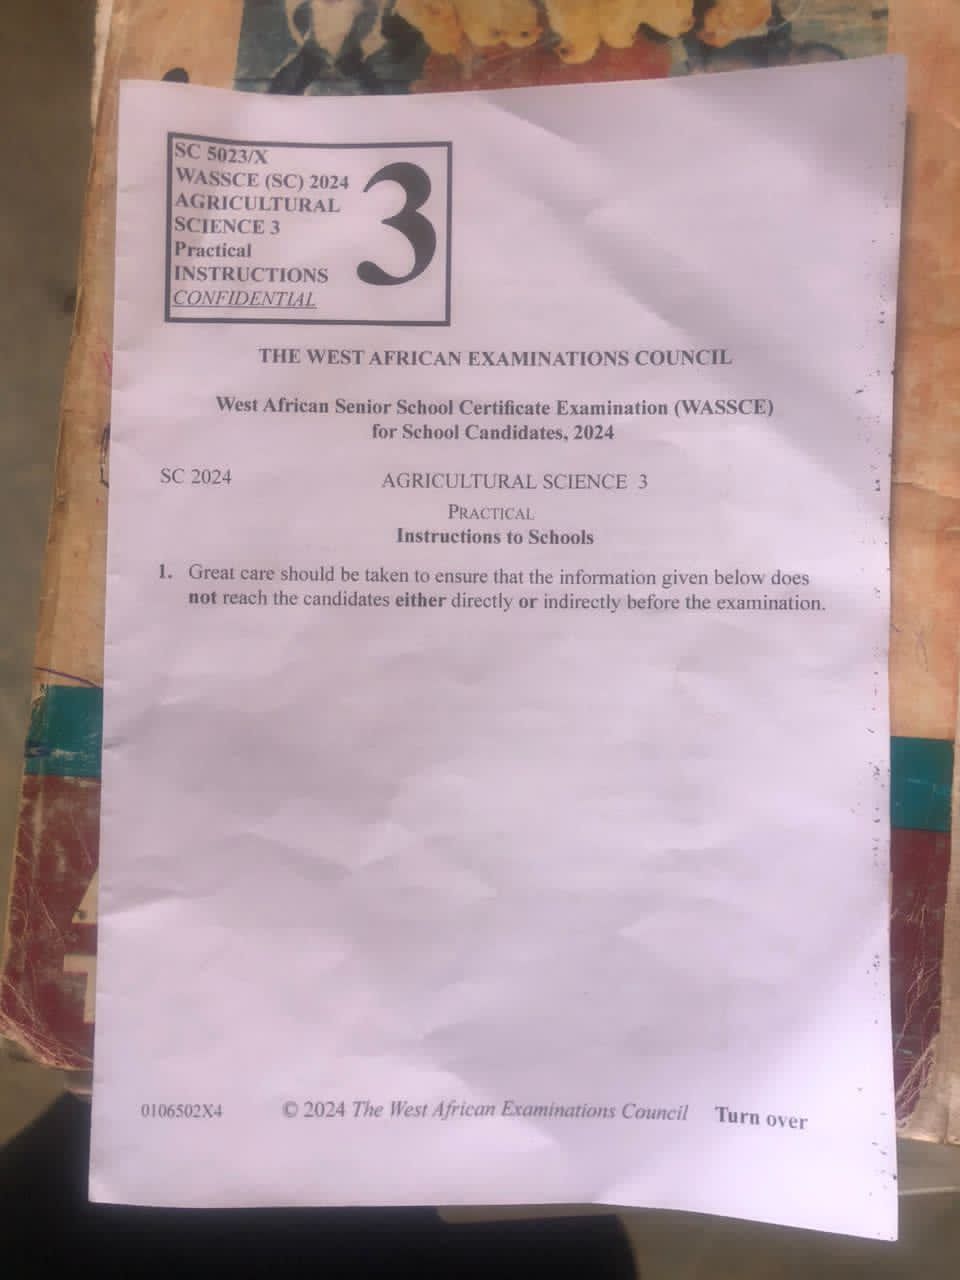 SC 5023/X
WASSCE (SC) 2024
AGRICULTURAL
SCIENCE 3
Practical
INSTRUCTIONS
CONFIDENTIAL
3
THE WEST AFRICAN EXAMINATIONS COUNCIL
West African Senior School Certificate Examination (WASSCE)
for School Candidates, 2024
SC 2024
AGRICULTURAL SCIENCE 3
PRACTICAL
Instructions to Schools
1. Great care should be taken to ensure that the information given below does
not reach the candidates either directly or indirectly before the examination.
0106502X4 © 2024 The West African Examinations Council Turn over